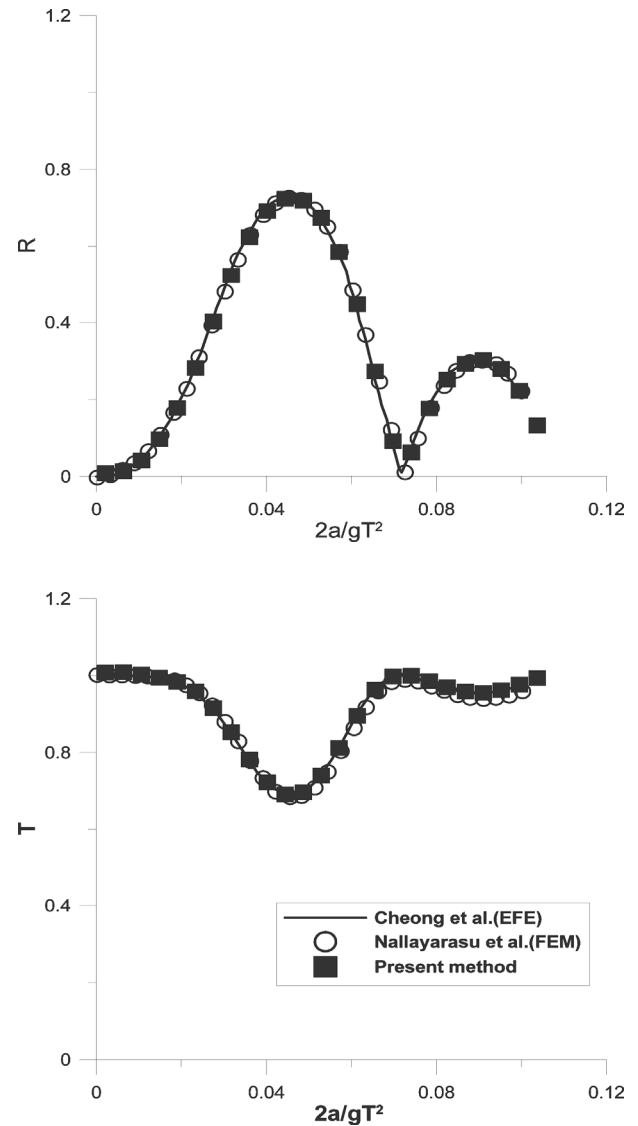 1.2
0.8
R
0.4
0
0 0.04 0.08 0.12
2a/gT²
1.2
0.8
T
0.4
Cheong et al.(EFE)
Nallayarasu et al.(FEM)
Present method
0
0 0.04 0.08 0.12
2a/gT²